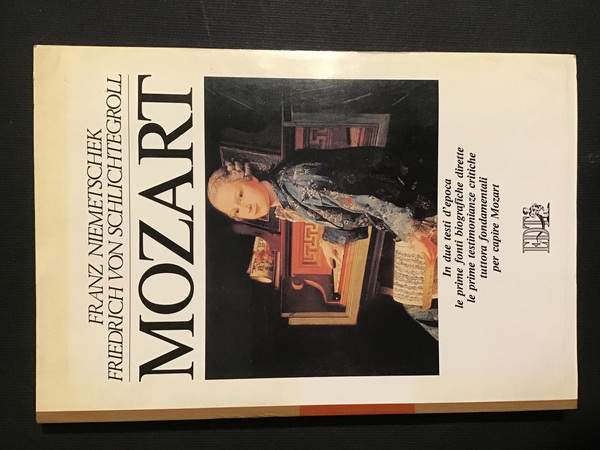 FRANZ NIEMETSCHEK
FRIEDRICH VON SCHLICHTEGROLL
MOZART
In due testi d'epoca
le prime fonti biografiche dirette
le prime testimonianze critiche
tuttora fondamentali
per capire Mozart
EDT